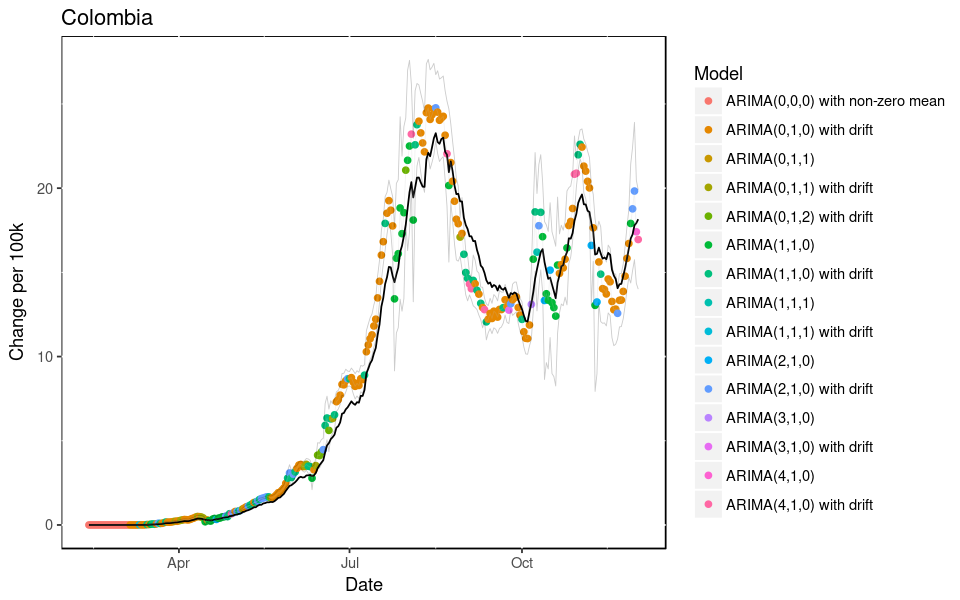 Colombia
Change per 100k
20
10
0
Apr
Jul
Oct
Date
Model
ARIMA(0,0,0) with non-zero mean
ARIMA(0,1,0) with drift
ARIMA(0,1,1)
ARIMA(0,1,1) with drift
ARIMA(0,1,2) with drift
ARIMA(1,1,0)
ARIMA(1,1,0) with drift
ARIMA(1,1,1)
ARIMA(1,1,1) with drift
ARIMA(2,1,0)
ARIMA(2,1,0) with drift
ARIMA(3,1,0)
ARIMA(3,1,0) with drift
ARIMA(4,1,0)
ARIMA(4,1,0) with drift